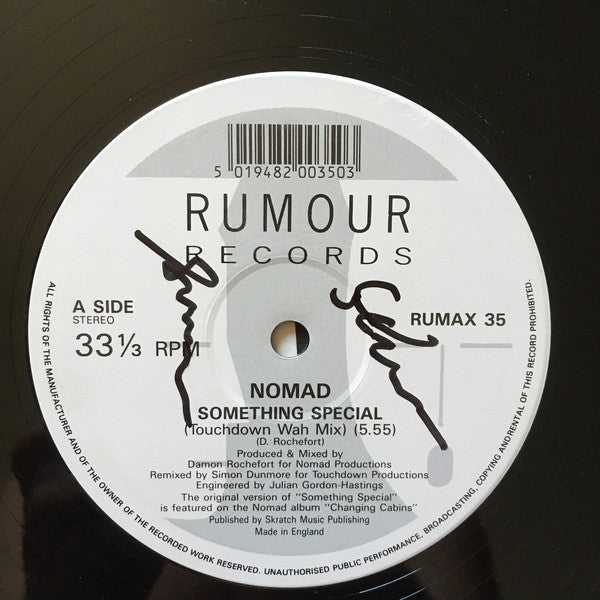 5 019482 003503
RUMOUR
RECORDS
A SIDE
STEREO
33⅓ RPM
RUMAX 35
NOMAD
SOMETHING SPECIAL
(Touchdown Wah Mix) (5.55)
(D. Rochefort)
Produced & Mixed by
Damon Rochefort for Nomad Productions
Remixed by Simon Dunmore for Touchdown Productions
Engineered by Julian Gordon-Hastings
The original version of "Something Special"
is featured on the Nomad album "Changing Cabins"
Published by Skratch Music Publishing
Made in England
ALL RIGHTS OF THE MANUFACTURER AND OF THE OWNER OF THE RECORDED WORK RESERVED. UNAUTHORISED PUBLIC PERFORMANCE, BROADCASTING, COPYING AND RENTAL OF THIS RECORD PROHIBITED.